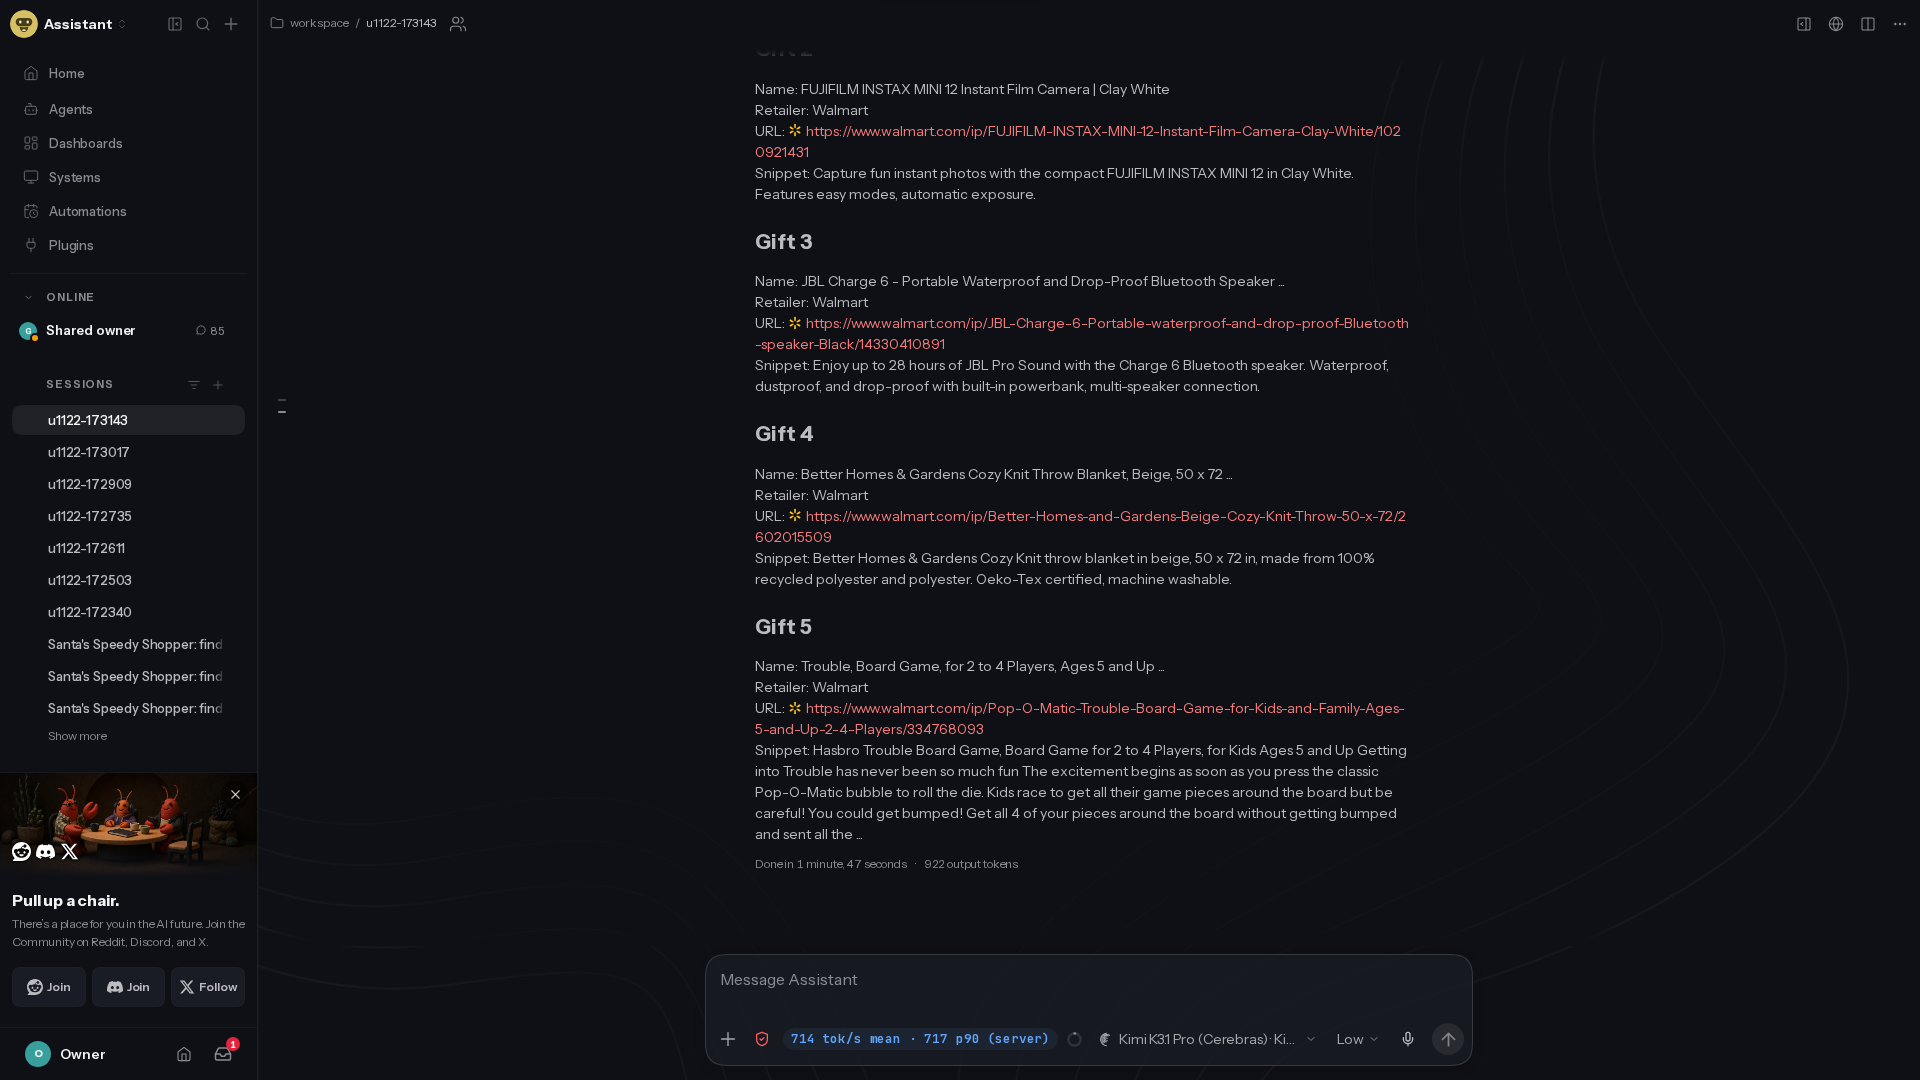 Assistant
Home
Agents
Dashboards
Systems
Automations
Plugins
ONLINE
G
Shared owner
85
SESSIONS
u1122-173143
u1122-173017
u1122-172909
u1122-172735
u1122-172611
u1122-172503
u1122-172340
Santa's Speedy Shopper: find
Santa's Speedy Shopper: find
Santa's Speedy Shopper: find
Show more
Pull up a chair.
There's a place for you in the AI future. Join the
Community on Reddit, Discord, and X.
Join
Join
Follow
O
Owner
1
workspace / u1122-173143
Gift 2
Name: FUJIFILM INSTAX MINI 12 Instant Film Camera | Clay White
Retailer: Walmart
URL: https://www.walmart.com/ip/FUJIFILM-INSTAX-MINI-12-Instant-Film-Camera-Clay-White/102
0921431
Snippet: Capture fun instant photos with the compact FUJIFILM INSTAX MINI 12 in Clay White.
Features easy modes, automatic exposure.
Gift 3
Name: JBL Charge 6 - Portable Waterproof and Drop-Proof Bluetooth Speaker ...
Retailer: Walmart
URL: https://www.walmart.com/ip/JBL-Charge-6-Portable-waterproof-and-drop-proof-Bluetooth
-speaker-Black/14330410891
Snippet: Enjoy up to 28 hours of JBL Pro Sound with the Charge 6 Bluetooth speaker. Waterproof,
dustproof, and drop-proof with built-in powerbank, multi-speaker connection.
Gift 4
Name: Better Homes & Gardens Cozy Knit Throw Blanket, Beige, 50 x 72 ...
Retailer: Walmart
URL: https://www.walmart.com/ip/Better-Homes-and-Gardens-Beige-Cozy-Knit-Throw-50-x-72/2
602015509
Snippet: Better Homes & Gardens Cozy Knit throw blanket in beige, 50 x 72 in, made from 100%
recycled polyester and polyester. Oeko-Tex certified, machine washable.
Gift 5
Name: Trouble, Board Game, for 2 to 4 Players, Ages 5 and Up ...
Retailer: Walmart
URL: https://www.walmart.com/ip/Pop-O-Matic-Trouble-Board-Game-for-Kids-and-Family-Ages-
5-and-Up-2-4-Players/334768093
Snippet: Hasbro Trouble Board Game, Board Game for 2 to 4 Players, for Kids Ages 5 and Up Getting
into Trouble has never been so much fun The excitement begins as soon as you press the classic
Pop-O-Matic bubble to roll the die. Kids race to get all their game pieces around the board but be
careful! You could get bumped! Get all 4 of your pieces around the board without getting bumped
and sent all the ...
Done in 1 minute, 47 seconds · 922 output tokens
Message Assistant
714 tok/s mean · 717 p90 (server)
Kimi K3.1 Pro (Cerebras) · Ki...
Low